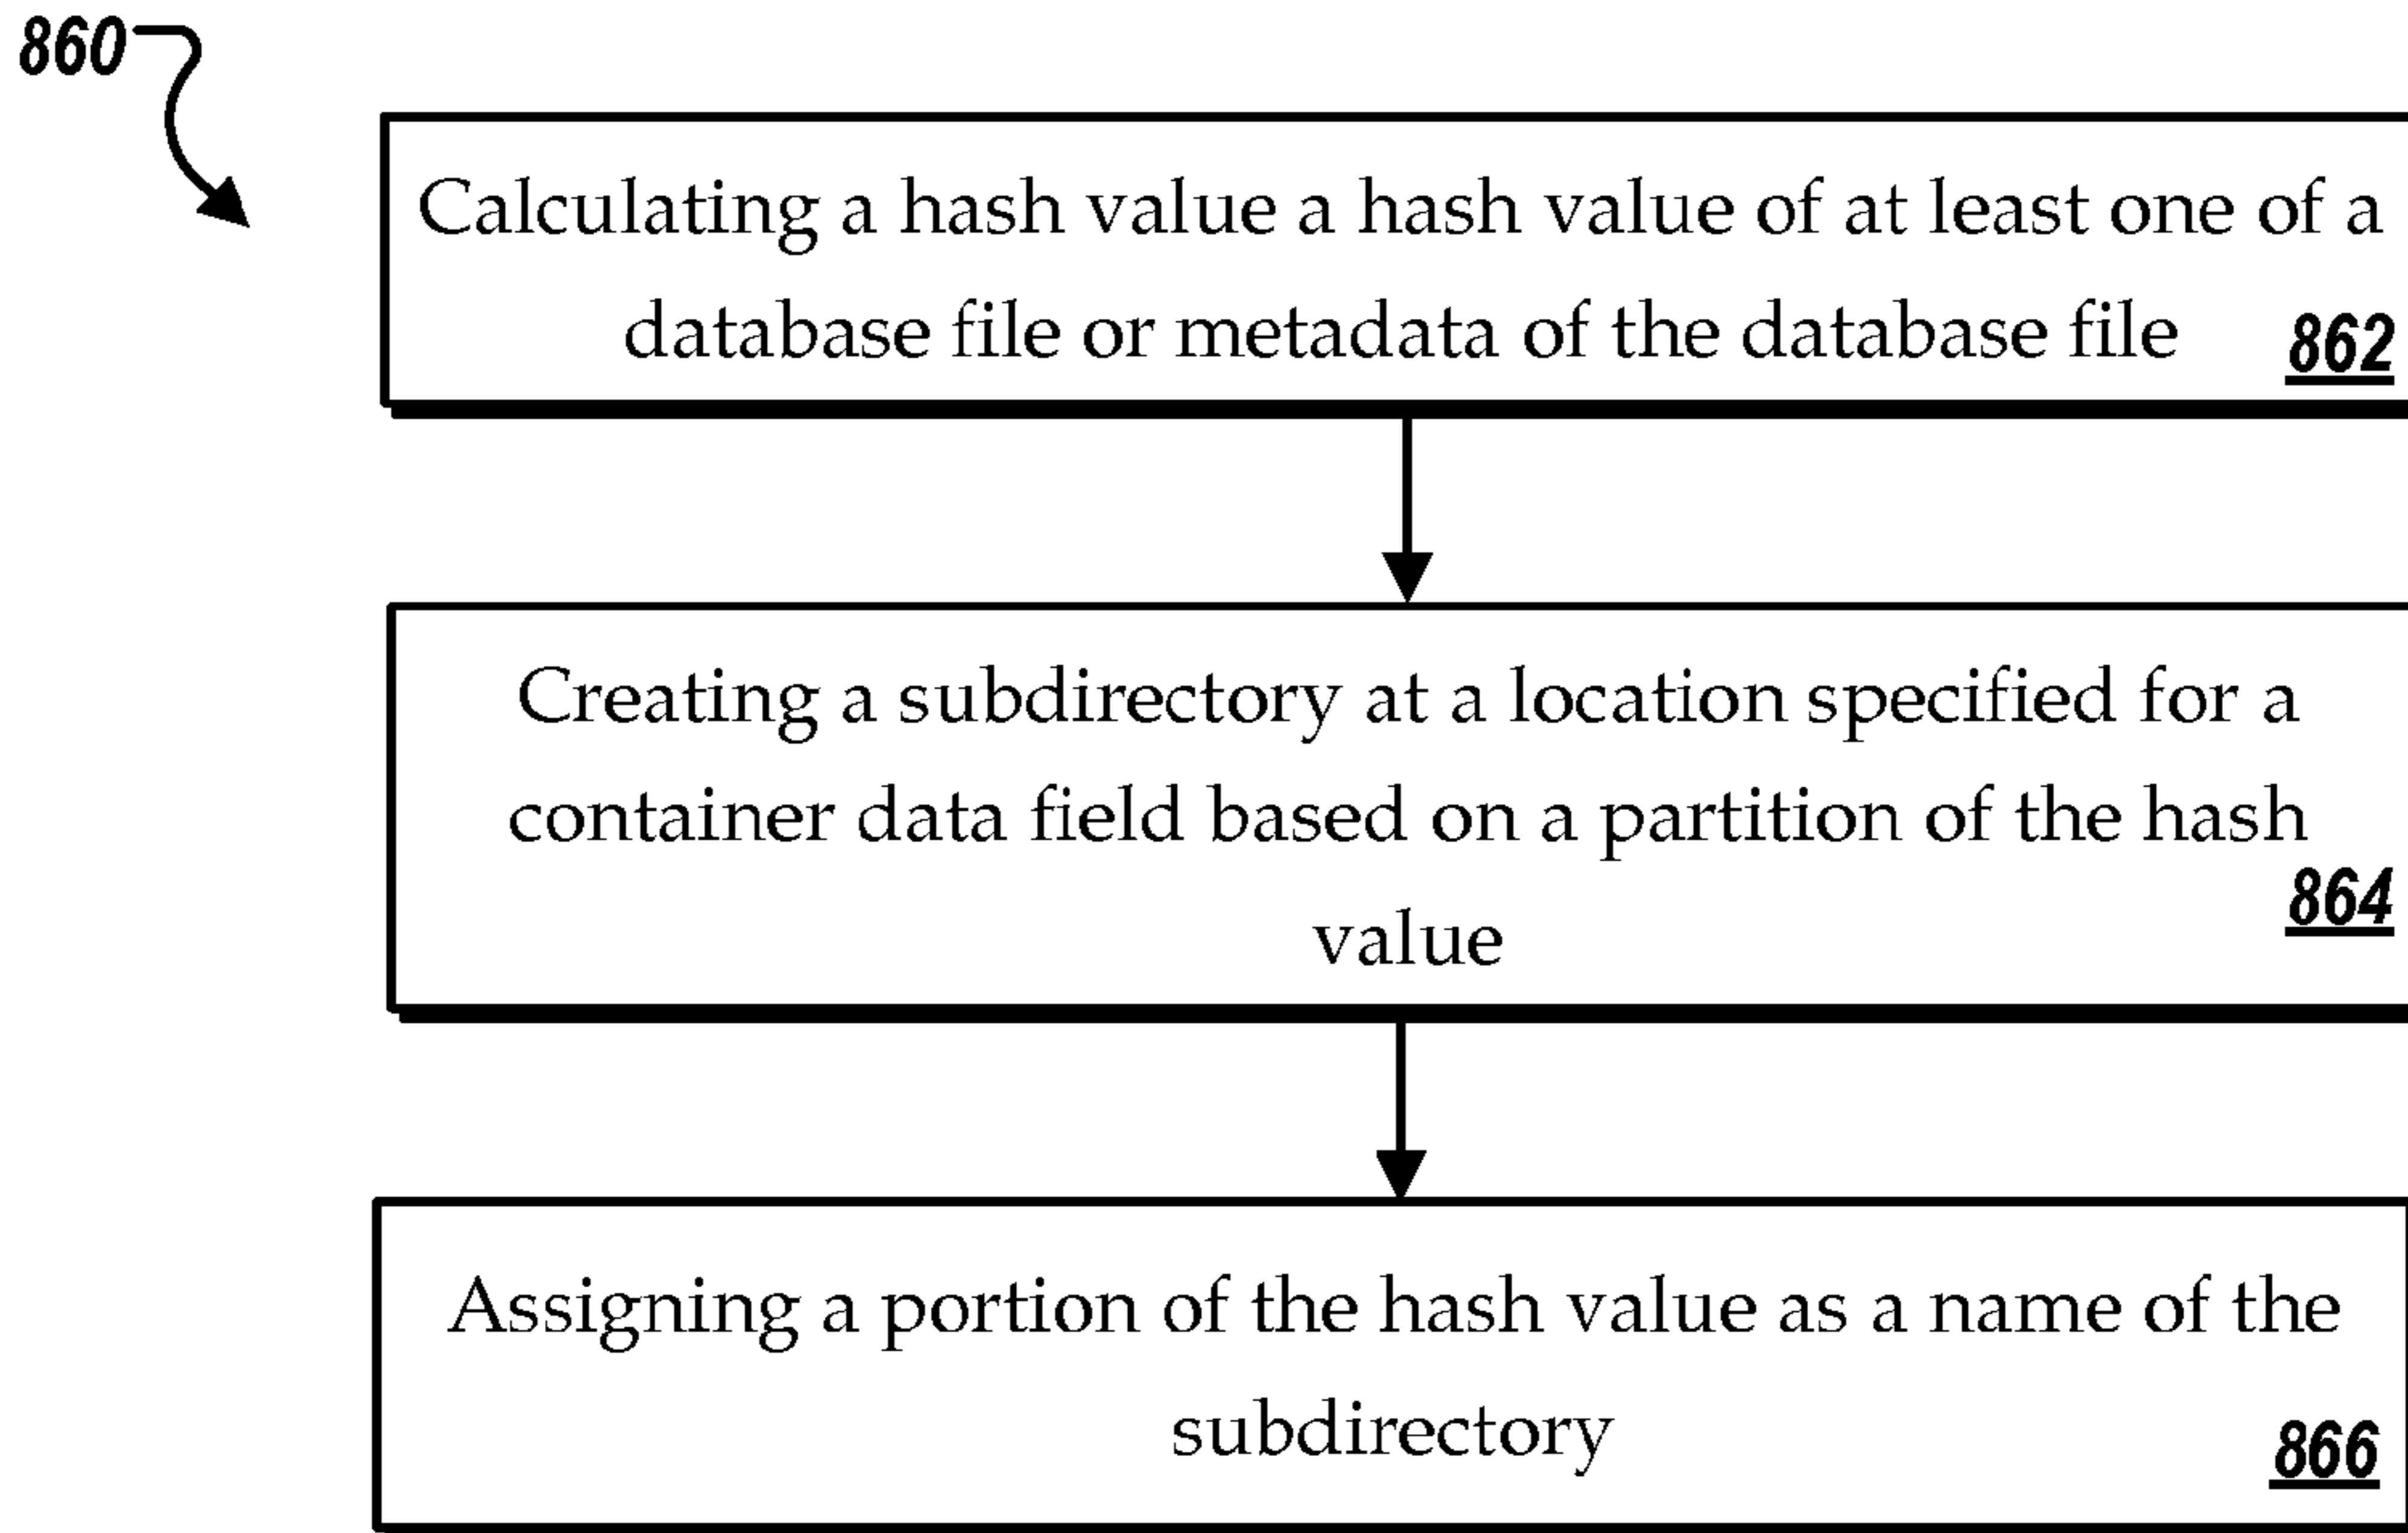 860
Calculating a hash value a hash value of at least one of a
database file or metadata of the database file 862
Creating a subdirectory at a location specified for a
container data field based on a partition of the hash
864
value
Assigning a portion of the hash value as a name of the
subdirectory
866